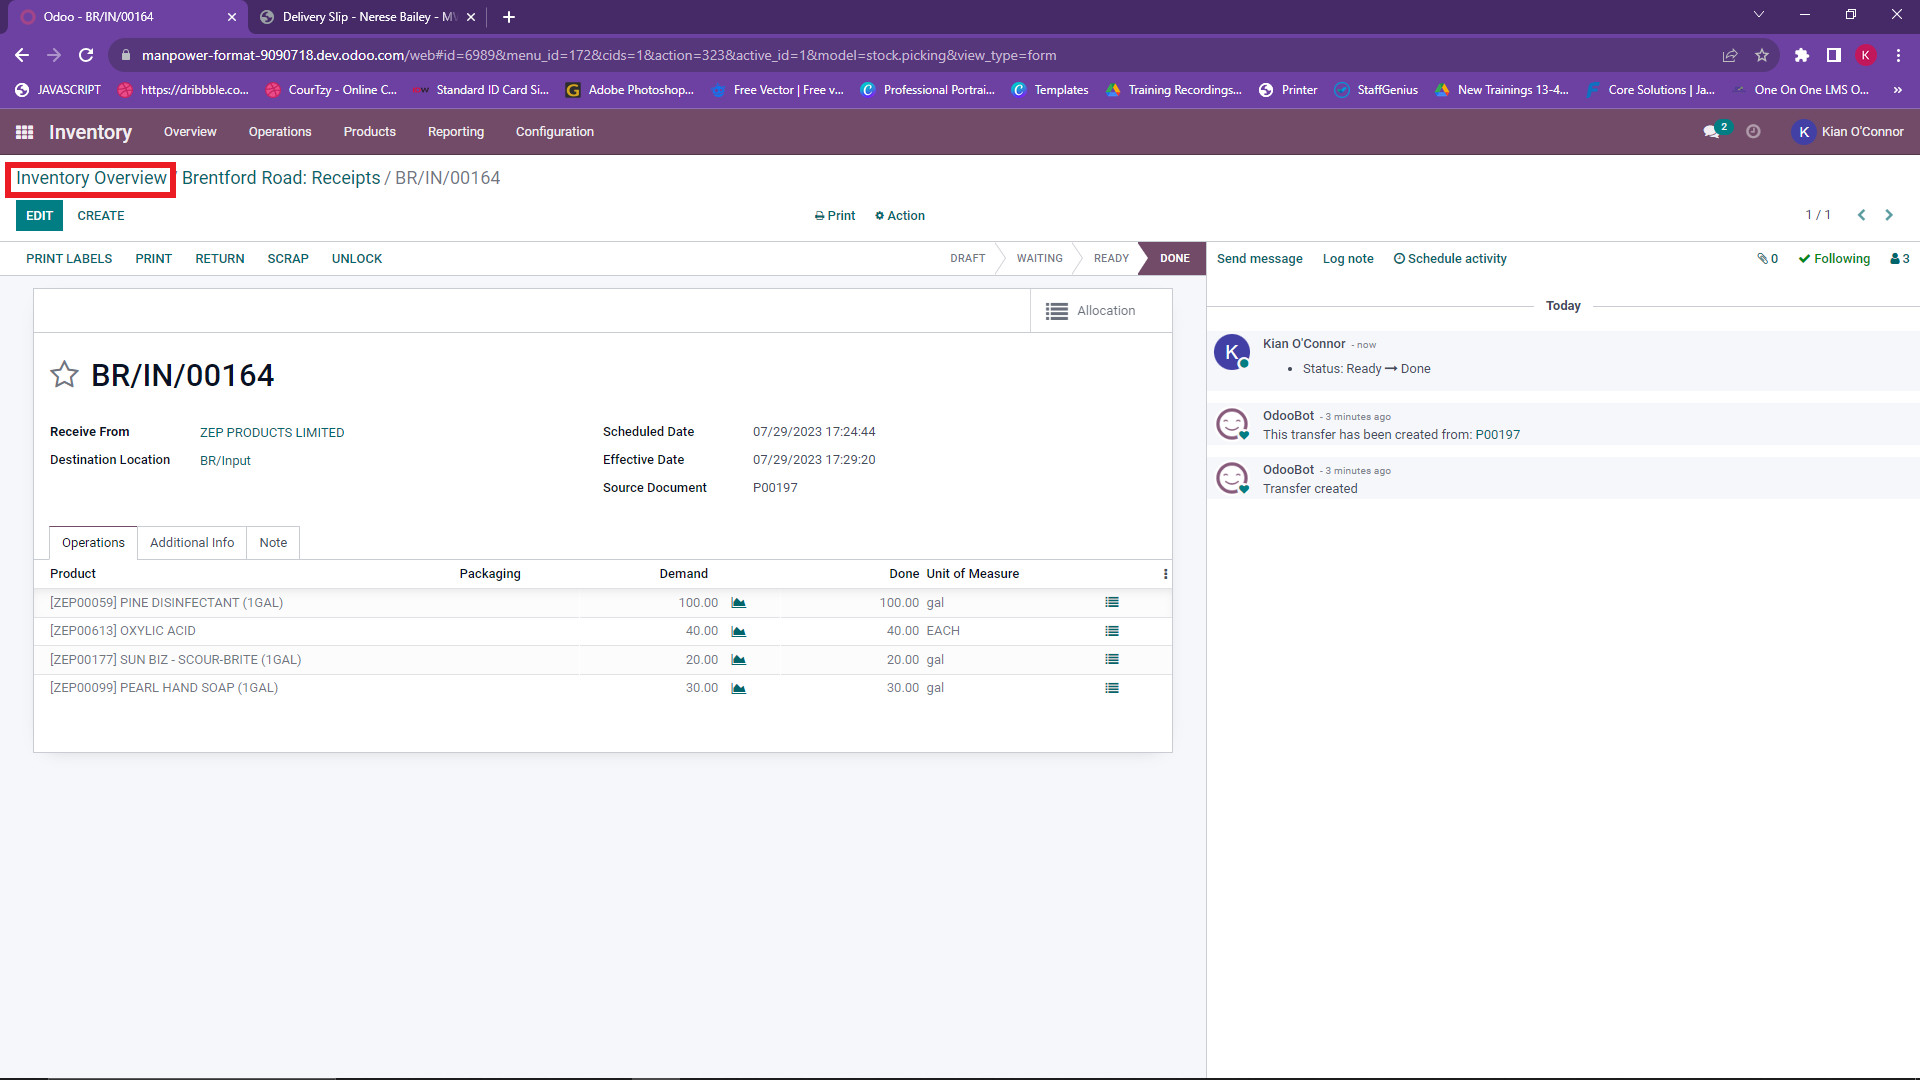 Odoo - BR/IN/00164
Delivery Slip - Nerese Bailey - MV
manpower-format-9090718.dev.odoo.com/web#id=6989&menu_id=172&cids=1&action=323&active_id=1&model=stock.picking&view_type=form
K
JAVASCRIPT
https://dribbble.co...
CourTzy - Online C...
Standard ID Card Si...
Adobe Photoshop...
Free Vector | Free v...
Professional Portrai...
Templates
Training Recordings...
Printer
StaffGenius
New Trainings 13-4...
Core Solutions | Ja...
One On One LMS O...
»
Inventory
Overview
Operations
Products
Reporting
Configuration
2
K
Kian O'Connor
Inventory Overview / Brentford Road: Receipts / BR/IN/00164
EDIT
CREATE
Print
Action
1 / 1
PRINT LABELS
PRINT
RETURN
SCRAP
UNLOCK
DRAFT
WAITING
READY
DONE
Send message
Log note
Schedule activity
0
Following
3
Allocation
BR/IN/00164
Receive From
ZEP PRODUCTS LIMITED
Destination Location
BR/Input
Scheduled Date
07/29/2023 17:24:44
Effective Date
07/29/2023 17:29:20
Source Document
P00197
Operations
Additional Info
Note
Product Packaging Demand Done Unit of Measure
[ZEP00059] PINE DISINFECTANT (1GAL) 100.00 100.00 gal
[ZEP00613] OXYLIC ACID 40.00 40.00 EACH
[ZEP00177] SUN BIZ - SCOUR-BRITE (1GAL) 20.00 20.00 gal
[ZEP00099] PEARL HAND SOAP (1GAL) 30.00 30.00 gal
Today
K
Kian O'Connor - now
• Status: Ready → Done
OdooBot - 3 minutes ago
This transfer has been created from: P00197
OdooBot - 3 minutes ago
Transfer created